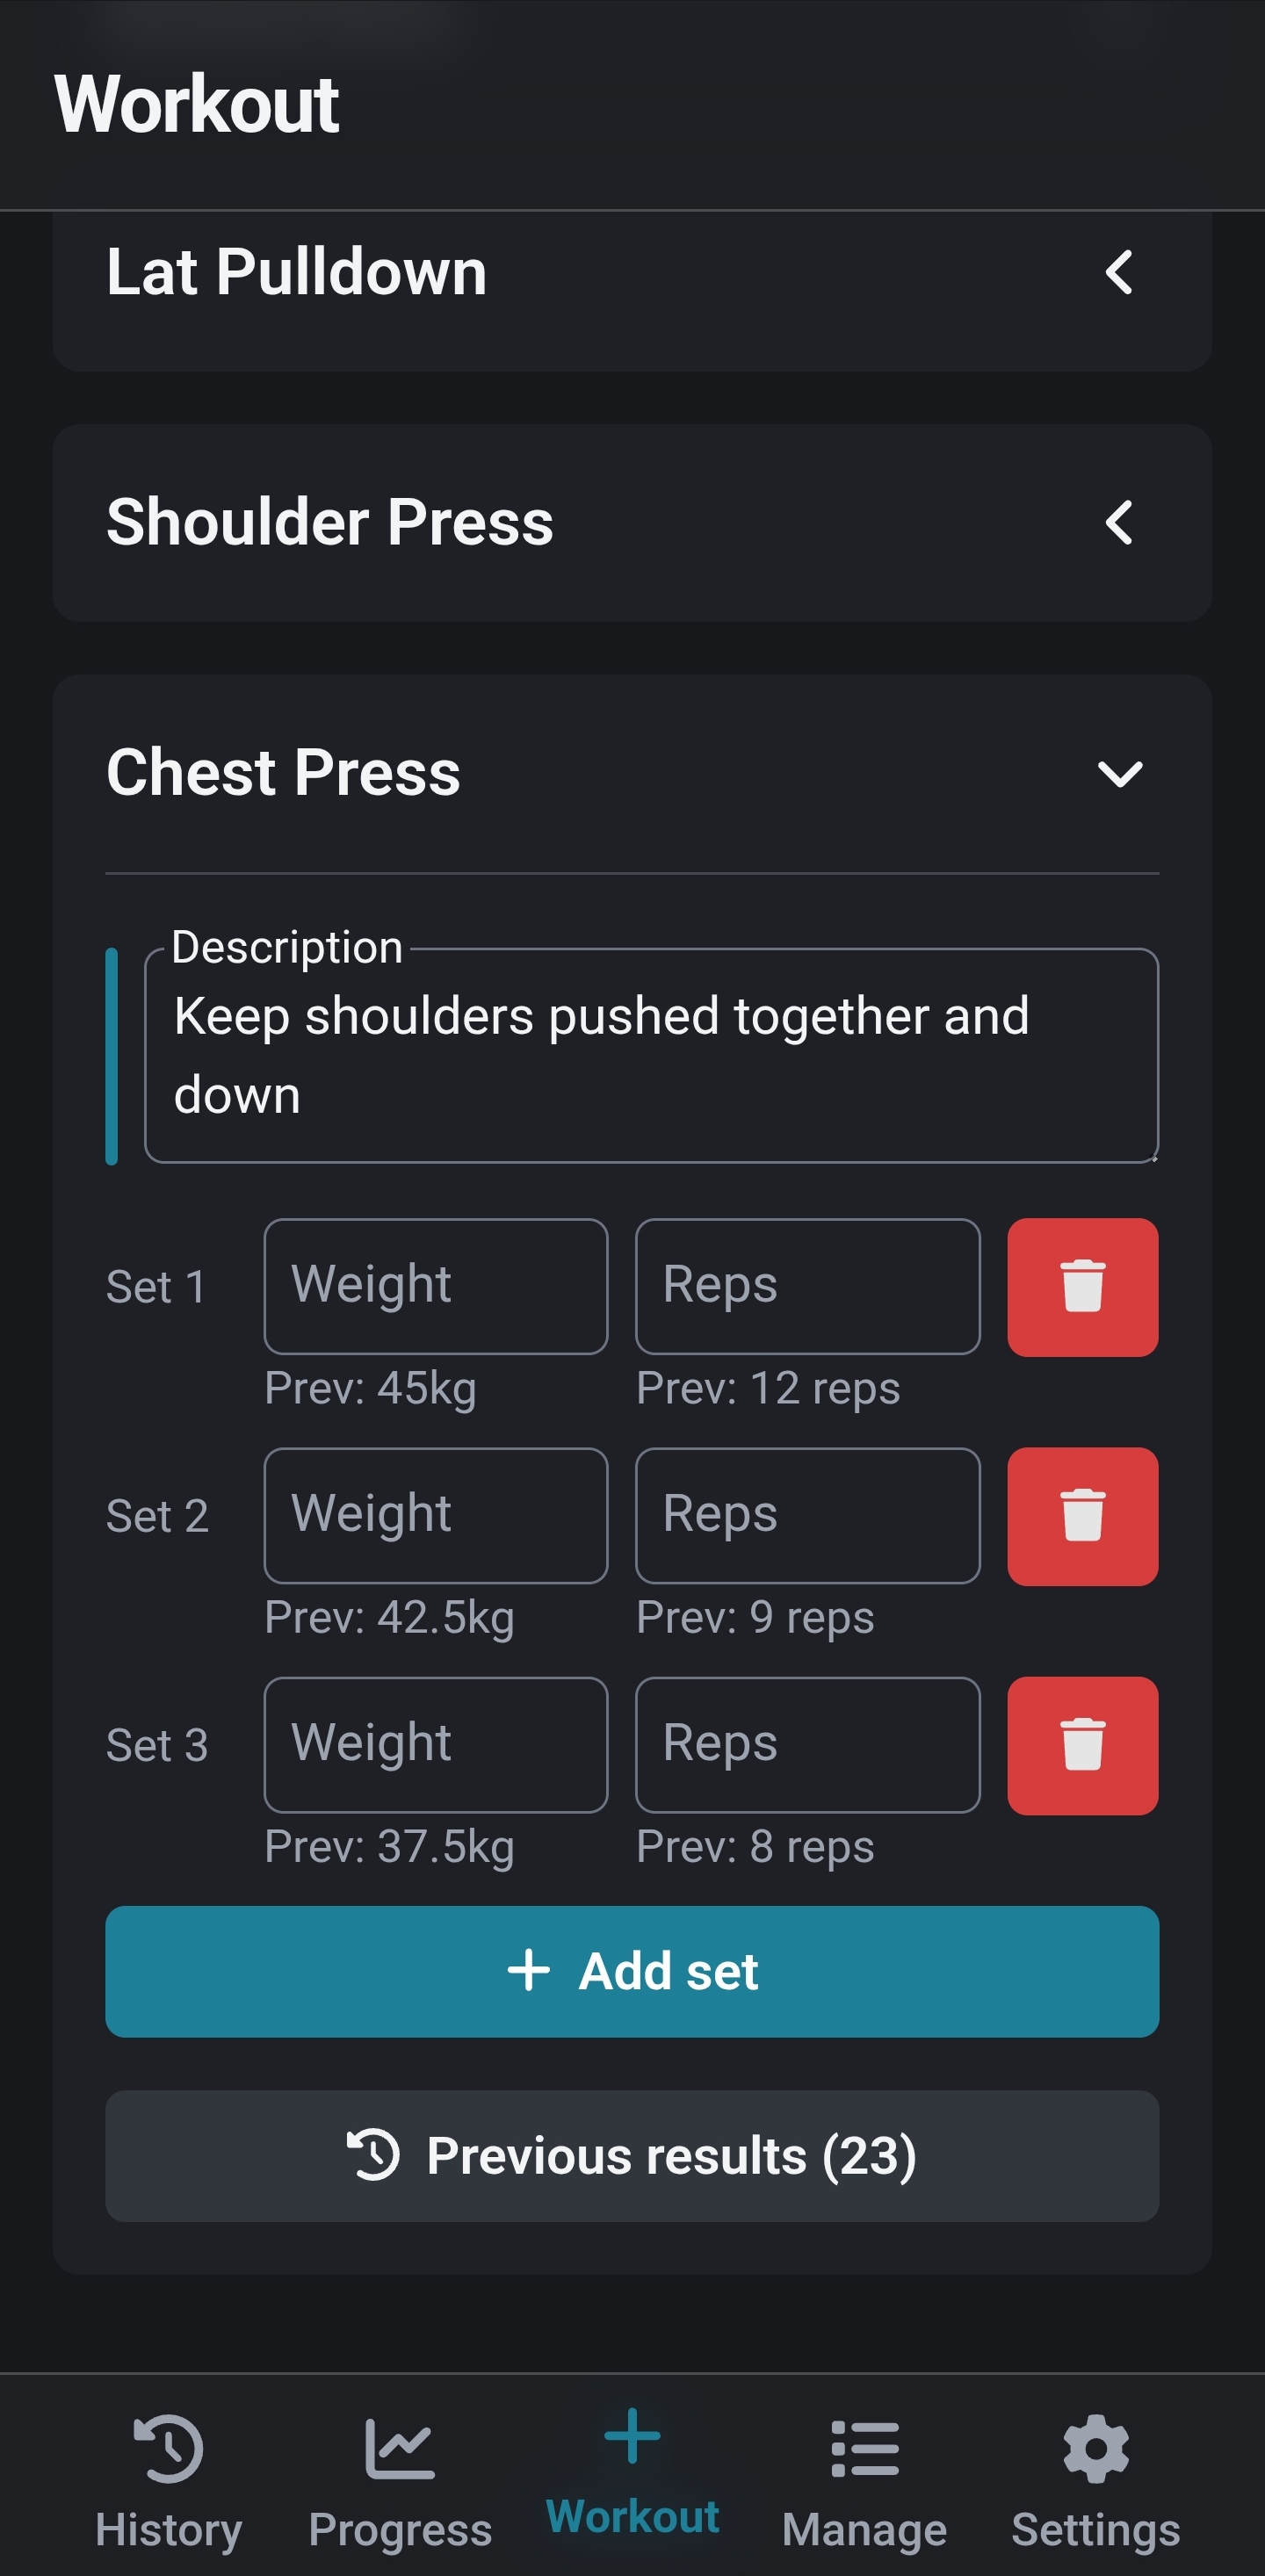 Workout
Lat Pulldown
Shoulder Press
Chest Press
Description
Keep shoulders pushed together and
down
Set 1 Weight Reps
Prev: 45kg Prev: 12 reps
Set 2 Weight Reps
Prev: 42.5kg Prev: 9 reps
Set 3 Weight Reps
Prev: 37.5kg Prev: 8 reps
Add set
Previous results (23)
History Progress Workout Manage Settings